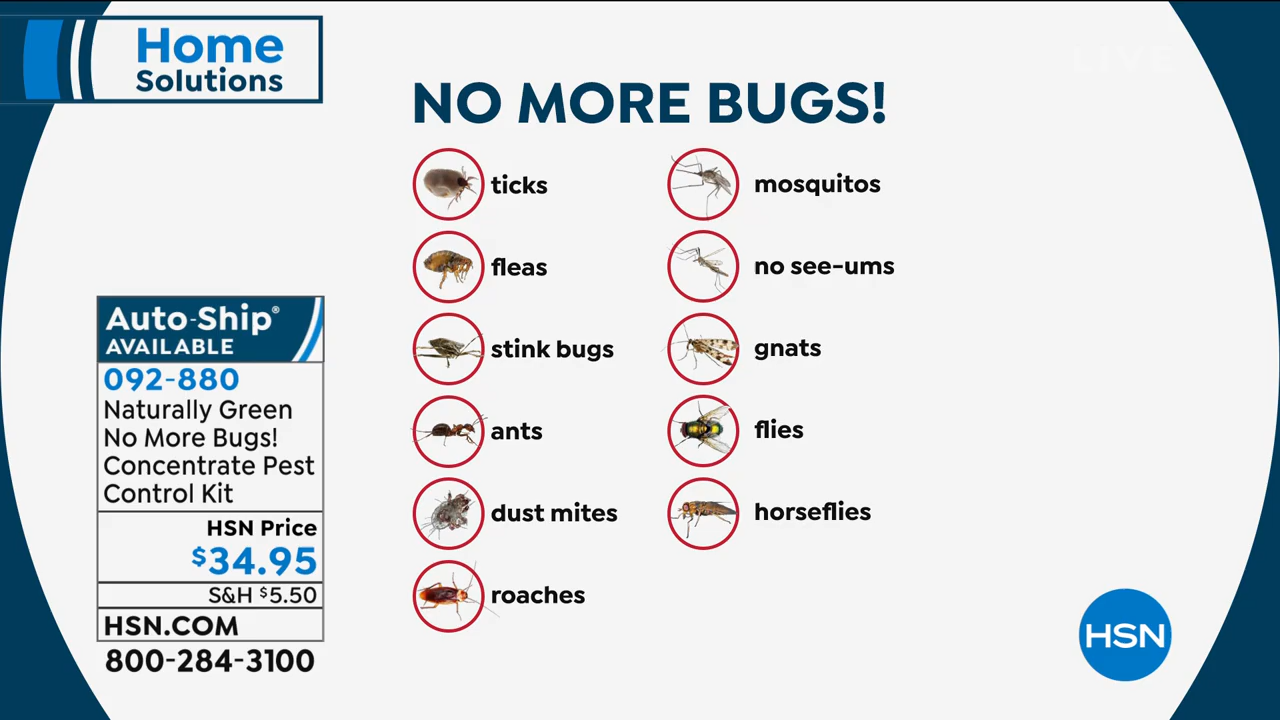 Home
Solutions
LIVE
NO MORE BUGS!
ticks
mosquitos
fleas
no see-ums
stink bugs
gnats
ants
flies
dust mites
horseflies
roaches
Auto-Ship®
AVAILABLE
092-880
Naturally Green
No More Bugs!
Concentrate Pest
Control Kit
HSN Price
$34.95
S&H $5.50
HSN.COM
800-284-3100
HSN